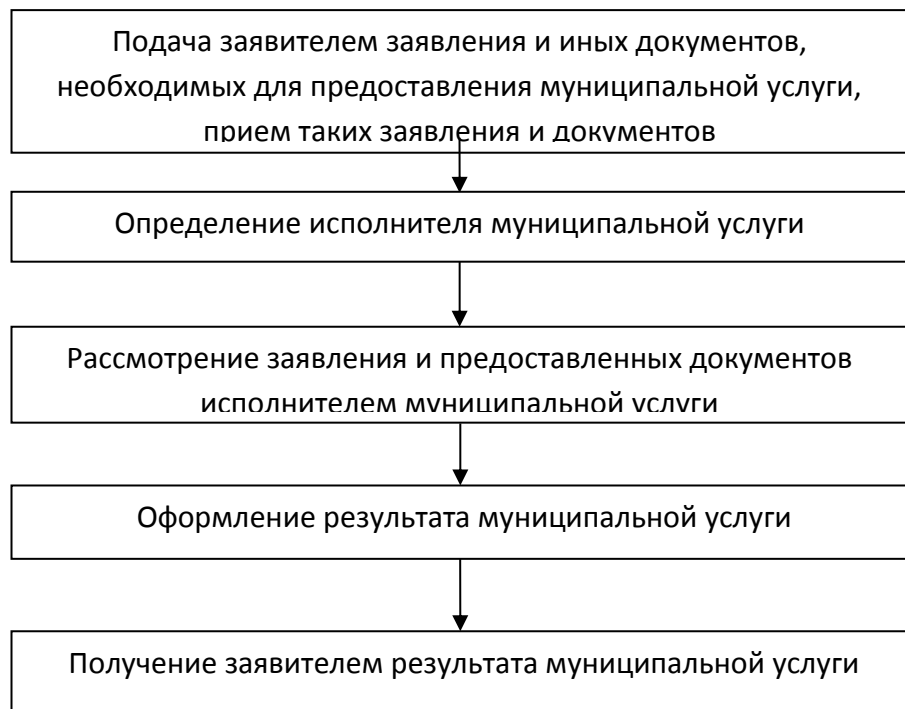 Подача заявителем заявления и иных документов,
необходимых для предоставления муниципальной услуги,
прием таких заявления и документов
Определение исполнителя муниципальной услуги
Рассмотрение заявления и предоставленных документов
исполнителем муниципальной услуги
Оформление результата муниципальной услуги
Получение заявителем результата муниципальной услуги